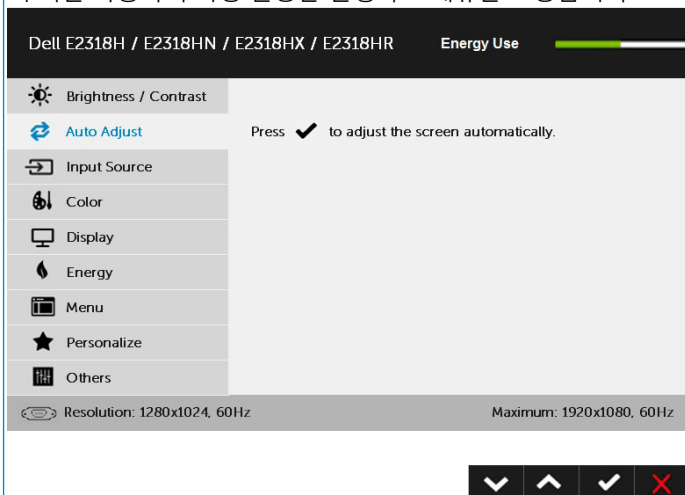 Dell E2318H / E2318HN / E2318HX / E2318HR Energy Use
Brightness / Contrast
Auto Adjust
Press to adjust the screen automatically.
Input Source
Color
Display
Energy
Menu
Personalize
Others
Resolution: 1280x1024, 60Hz Maximum: 1920x1080, 60Hz